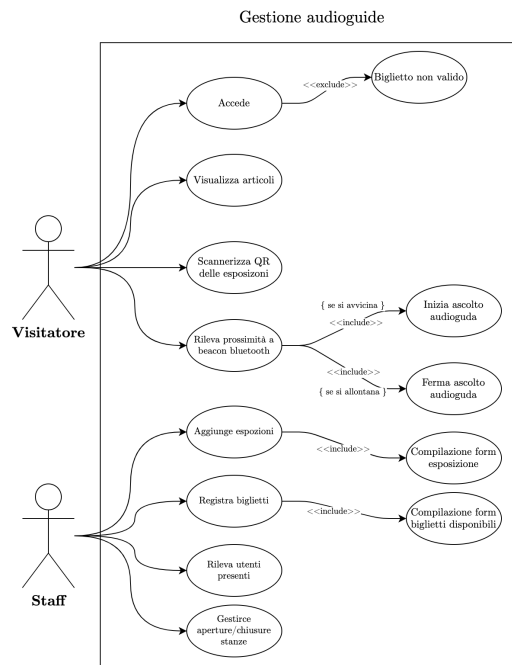 Gestione audioguide
Accede
<<exclude>>
Biglietto non valido
Visualizza articoli
Scannerizza QR
delle esposizoni
Visitatore
Rileva prossimità a
beacon bluetooth
{ se si avvicina }
<<include>>
Inizia ascolto
audioguda
<<include>>
{ se si allontana }
Ferma ascolto
audioguda
Aggiunge espozioni
<<include>>
Compilazione form
esposizione
Registra biglietti
<<include>>
Compilazione form
biglietti disponibili
Staff
Rileva utenti
presenti
Gestirce
aperture/chiusure
stanze